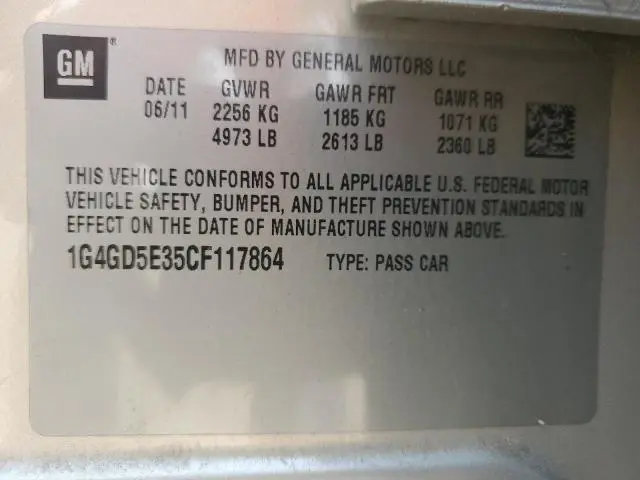 GM®
MFD BY GENERAL MOTORS LLC
DATE GVWR GAWR FRT GAWR RR
06/11 2256 KG 1185 KG 1071 KG
4973 LB 2613 LB 2360 LB
THIS VEHICLE CONFORMS TO ALL APPLICABLE U.S. FEDERAL MOTOR
VEHICLE SAFETY, BUMPER, AND THEFT PREVENTION STANDARDS IN
EFFECT ON THE DATE OF MANUFACTURE SHOWN ABOVE.
1G4GD5E35CF117864 TYPE: PASS CAR